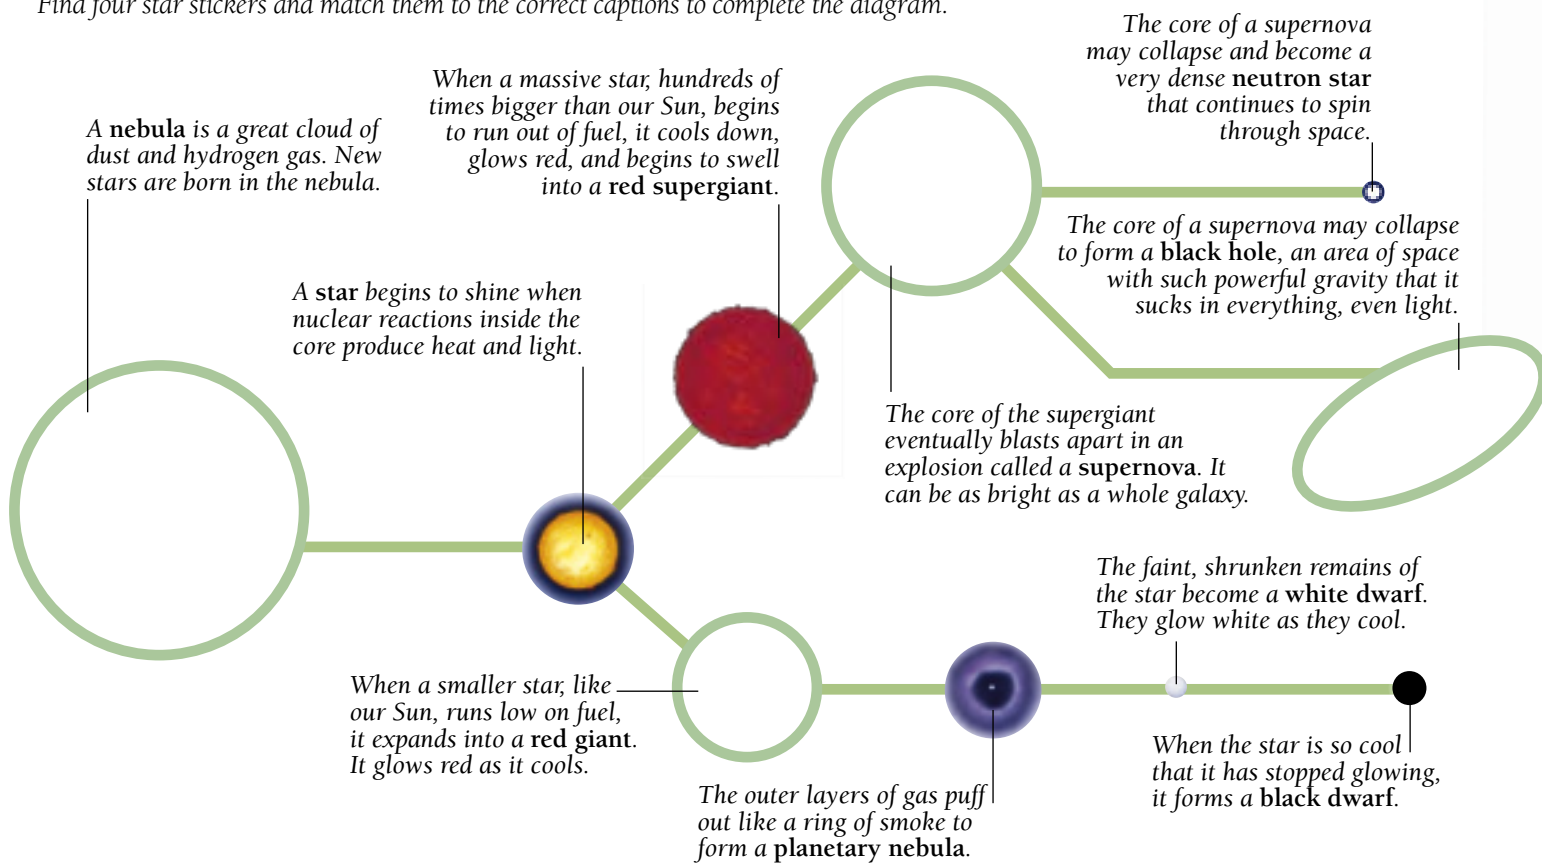 Find four star stickers and match them to the correct captions to complete the diagram.
A nebula is a great cloud of
dust and hydrogen gas. New
stars are born in the nebula.
When a massive star, hundreds of
times bigger than our Sun, begins
to run out of fuel, it cools down,
glows red, and begins to swell
into a red supergiant.
The core of a supernova
may collapse and become a
very dense neutron star
that continues to spin
through space.
The core of a supernova may collapse
to form a black hole, an area of space
with such powerful gravity that it
sucks in everything, even light.
A star begins to shine when
nuclear reactions inside the
core produce heat and light.
The core of the supergiant
eventually blasts apart in an
explosion called a supernova. It
can be as bright as a whole galaxy.
The faint, shrunken remains of
the star become a white dwarf.
They glow white as they cool.
When a smaller star, like
our Sun, runs low on fuel,
it expands into a red giant.
It glows red as it cools.
The outer layers of gas puff
out like a ring of smoke to
form a planetary nebula.
When the star is so cool
that it has stopped glowing,
it forms a black dwarf.